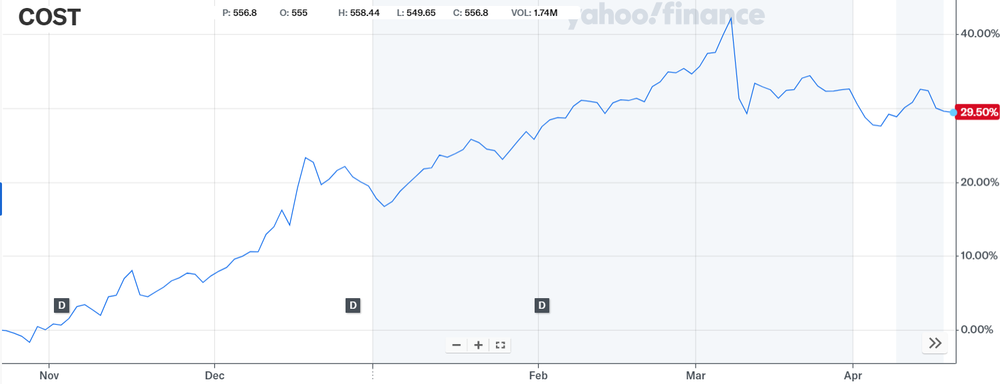 COST
P: 556.8 O: 555 H: 558.44 L: 549.65 C: 556.8 VOL: 1.74M
yahoo!finance
40.00%
29.50%
20.00%
10.00%
D D D
0.00%
Nov Dec Feb Mar Apr